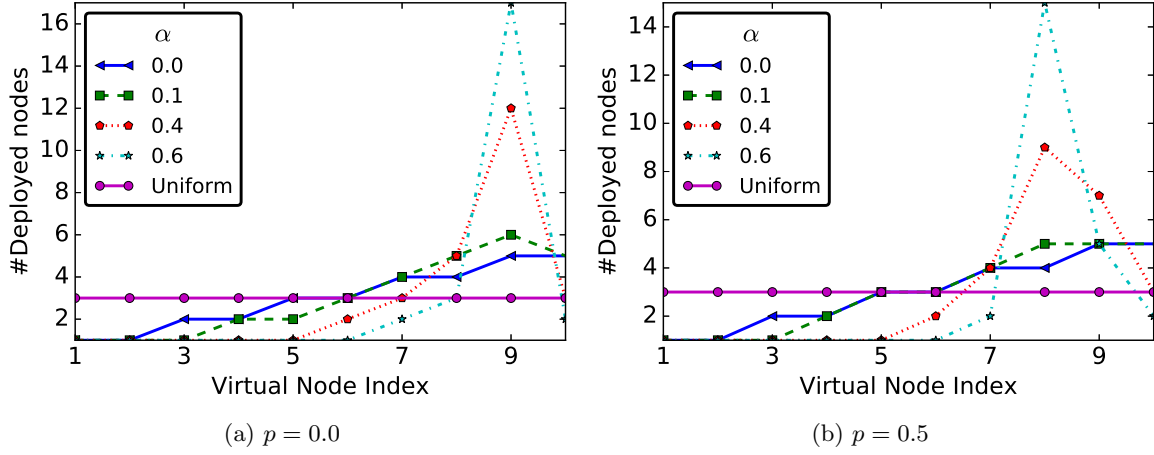 16
14
12
10
8
6
4
2
#Deployed nodes
α
0.0
0.1
0.4
0.6
Uniform
1 3 5 7 9
Virtual Node Index
(a) p = 0.0
14
12
10
8
6
4
2
#Deployed nodes
α
0.0
0.1
0.4
0.6
Uniform
1 3 5 7 9
Virtual Node Index
(b) p = 0.5